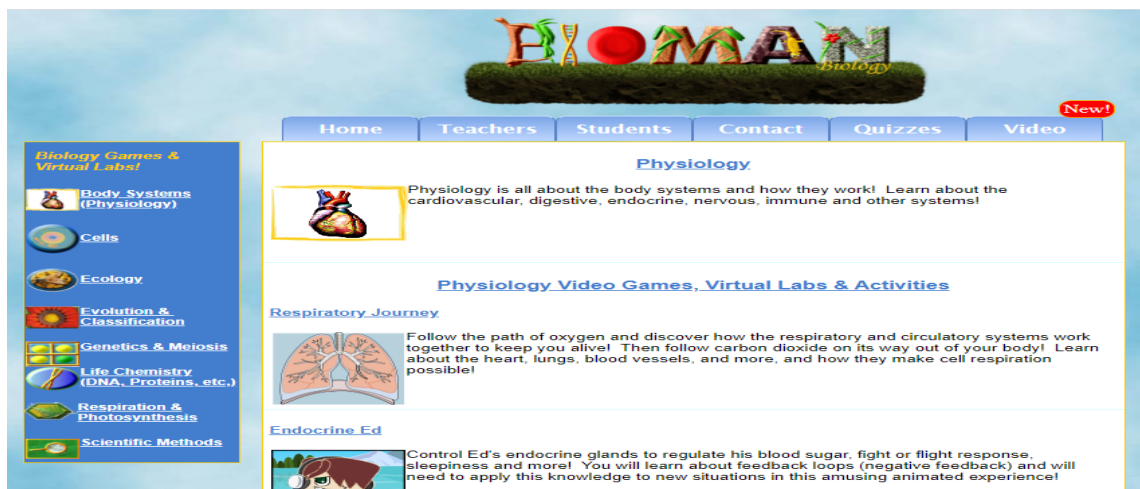 BIOMAN
Biology
New!
Home Teachers Students Contact Quizzes Video
Biology Games &
Virtual Labs!
Body Systems
(Physiology)
Cells
Ecology
Evolution &
Classification
Genetics & Meiosis
Life Chemistry
(DNA, Proteins, etc,)
Respiration &
Photosynthesis
Scientific Methods
Physiology
Physiology is all about the body systems and how they work! Learn about the
cardiovascular, digestive, endocrine, nervous, immune and other systems!
Physiology Video Games, Virtual Labs & Activities
Respiratory Journey
Follow the path of oxygen and discover how the respiratory and circulatory systems work
together to keep you alive! Then follow carbon dioxide on its way out of your body! Learn
about the heart, lungs, blood vessels, and more, and how they make cell respiration
possible!
Endocrine Ed
Control Ed's endocrine glands to regulate his blood sugar, fight or flight response,
sleepiness and more! You will learn about feedback loops (negative feedback) and will
need to apply this knowledge to new situations in this amusing animated experience!